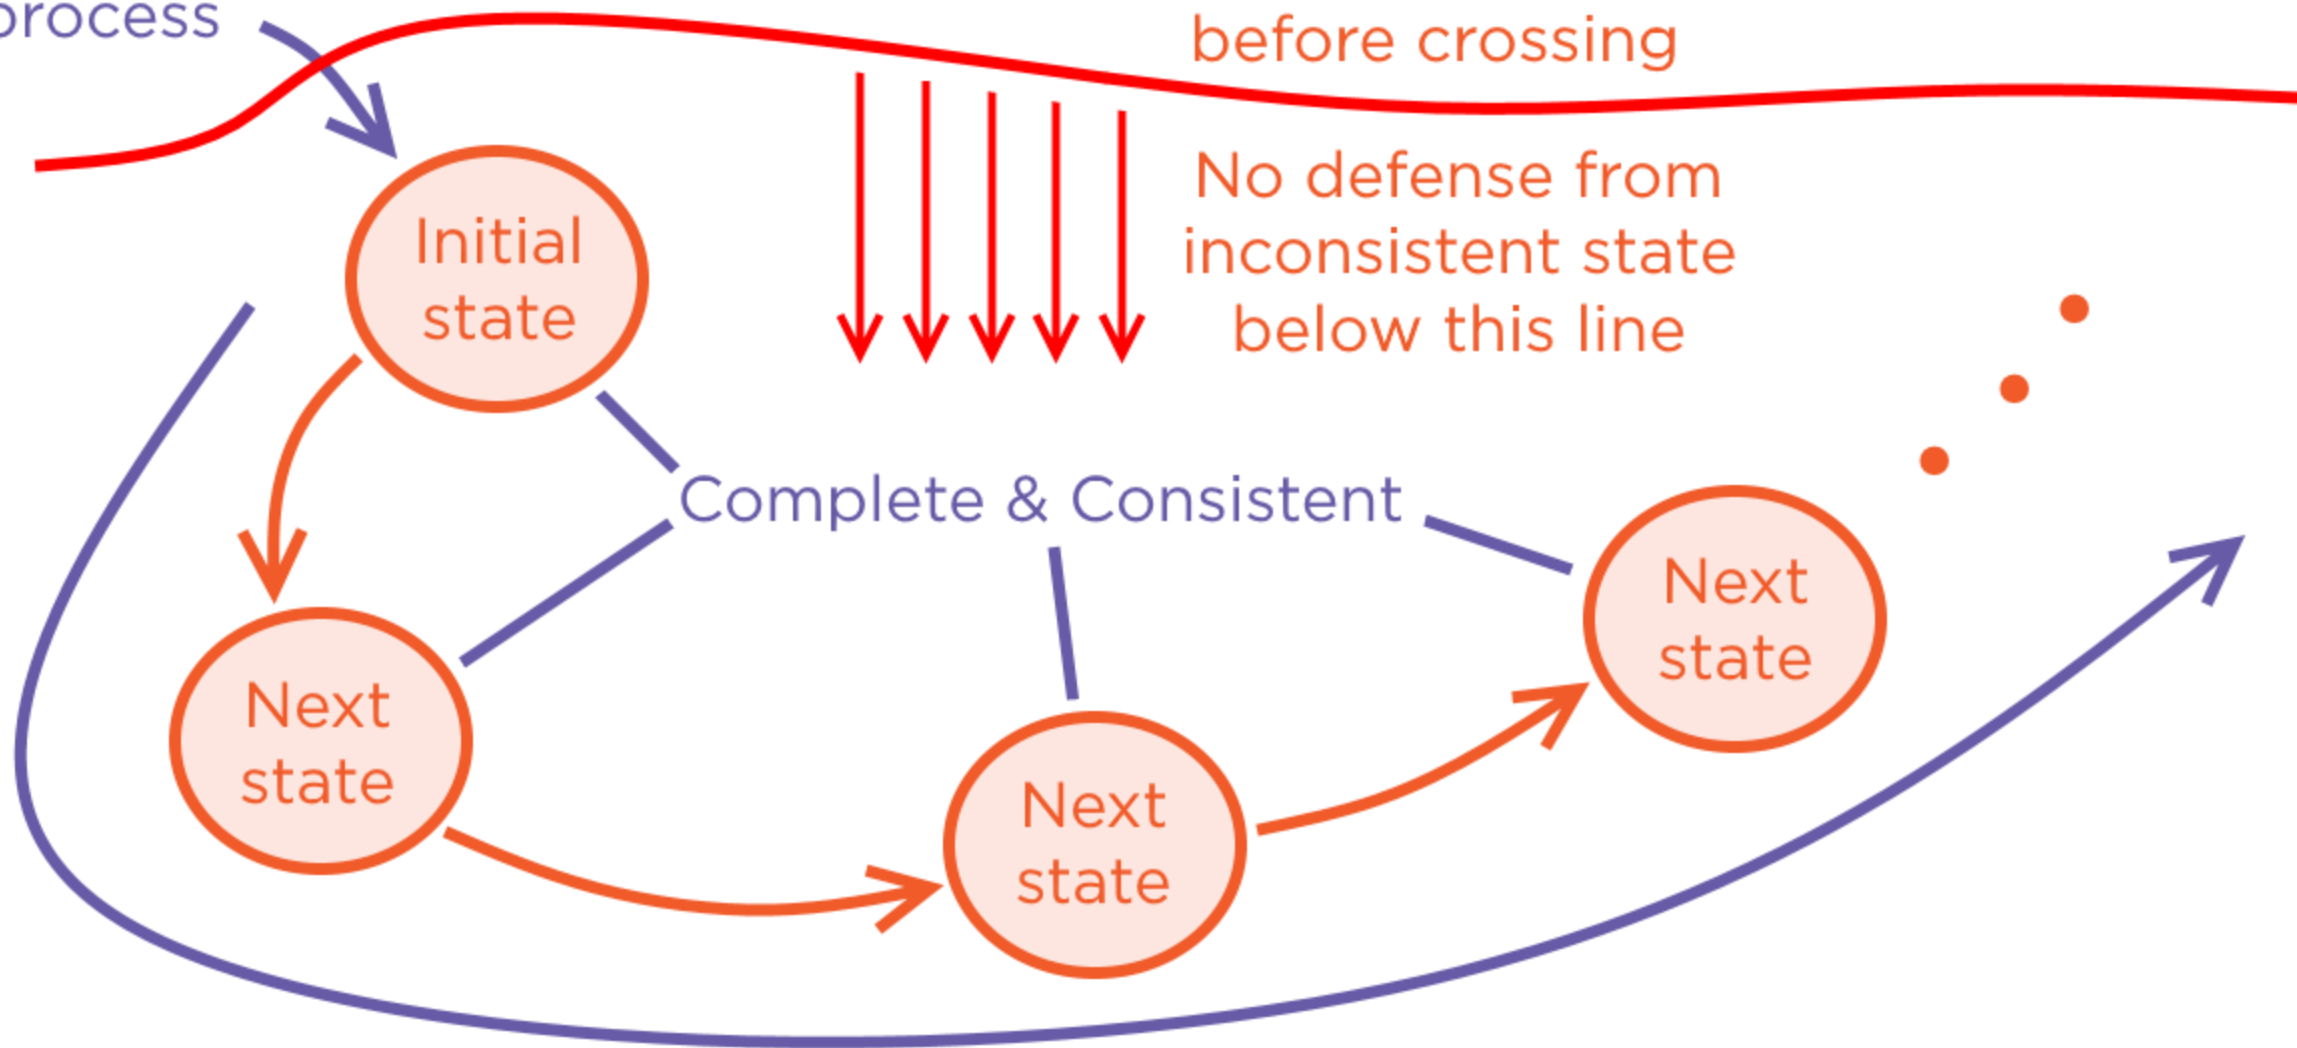 process
before crossing
No defense from
inconsistent state
below this line
Initial
state
Complete & Consistent
Next
state
Next
state
Next
state